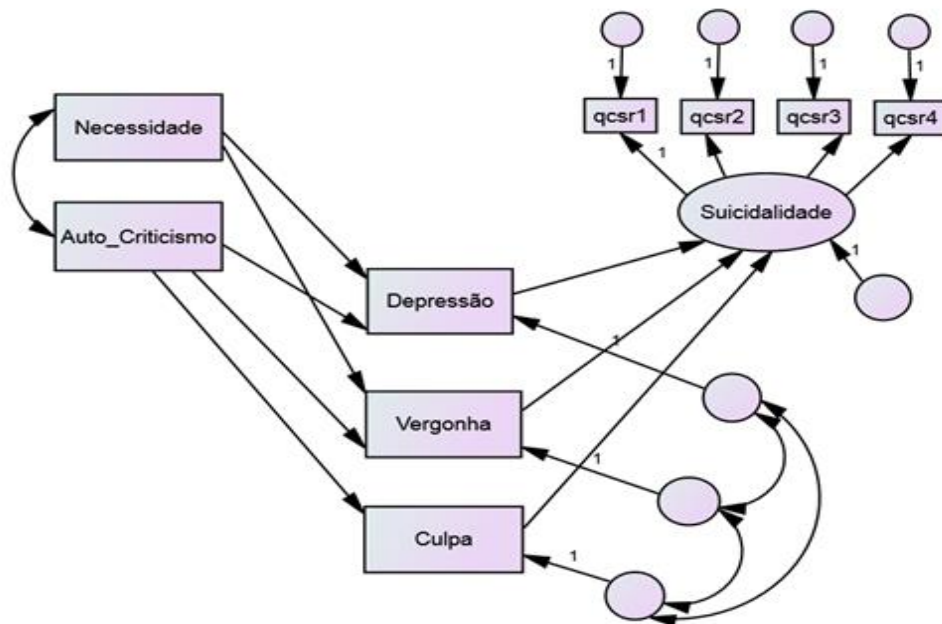 1
1
1
1
qcsr1
qcsr2
qcsr3
qcsr4
1
Necessidade
Auto_Criticismo
Suicidalidade
1
Depressão
1
Vergonha
1
Culpa
1